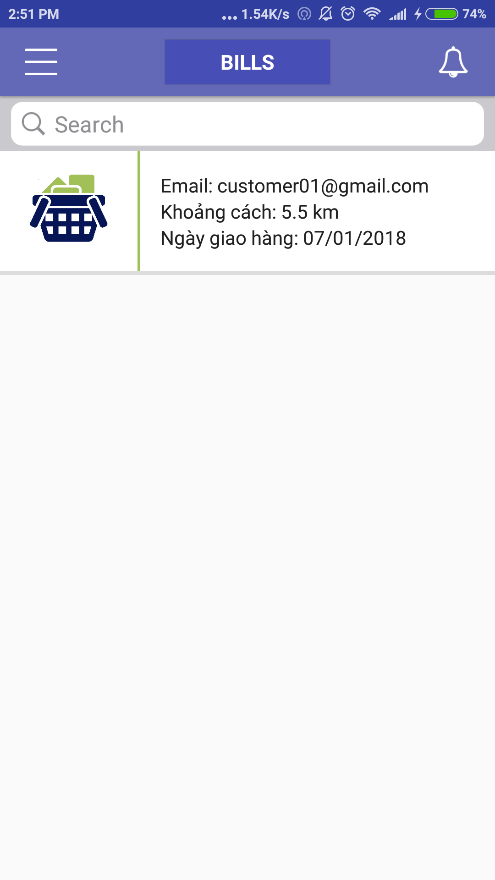 2:51 PM ... 1.54K/s 74%
BILLS
Search
Email: customer01@gmail.com
Khoảng cách: 5.5 km
Ngày giao hàng: 07/01/2018